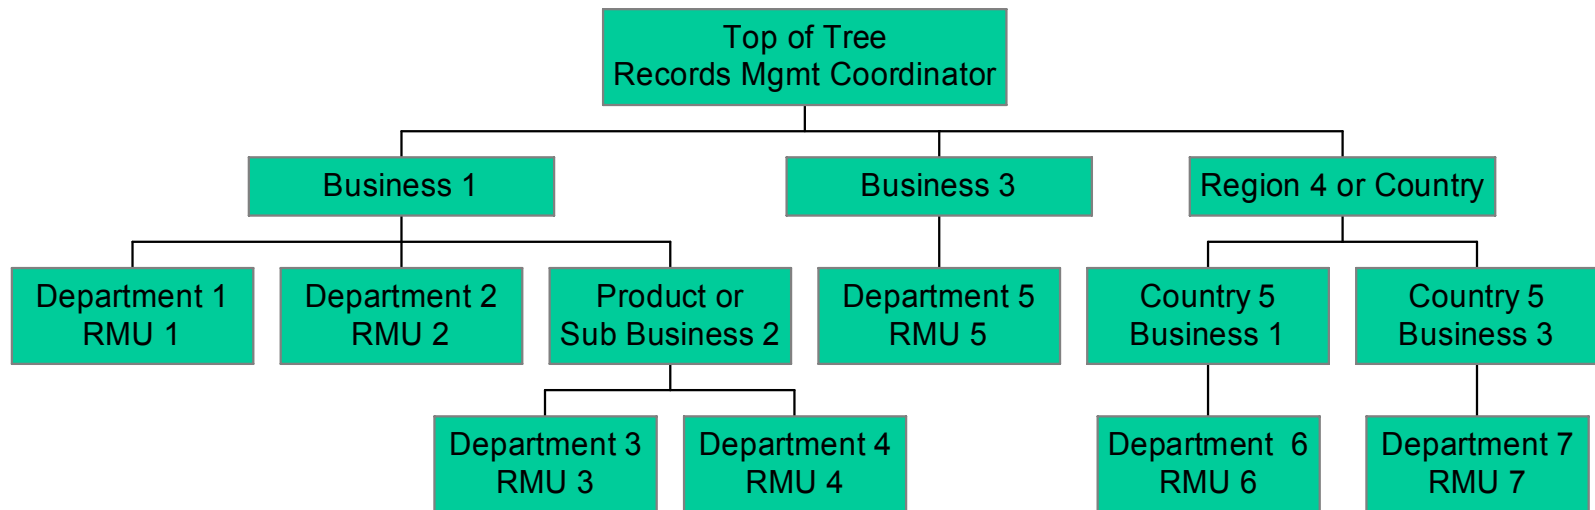 Top of Tree
Records Mgmt Coordinator
Business 1
Business 3
Region 4 or Country
Department 1
RMU 1
Department 2
RMU 2
Product or
Sub Business 2
Department 5
RMU 5
Country 5
Business 1
Country 5
Business 3
Department 3
RMU 3
Department 4
RMU 4
Department  6
RMU 6
Department 7
RMU 7